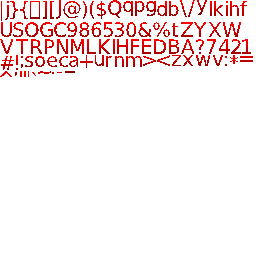 |j}{[]][J@)($Qqpgdb\/ylkihf
USOGC986530&%tZYXW
VTRPNMLKIHFEDBA?7421
#!;soeca+urnm><zxwv:*=